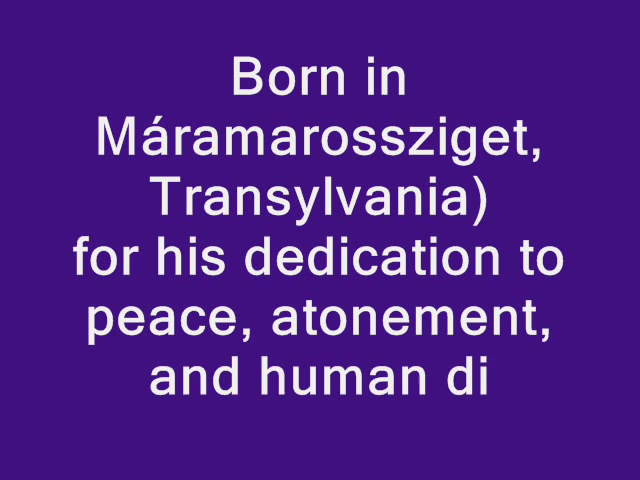 Born in
Máramarossziget,
Transylvania)
for his dedication to
peace, atonement,
and human di